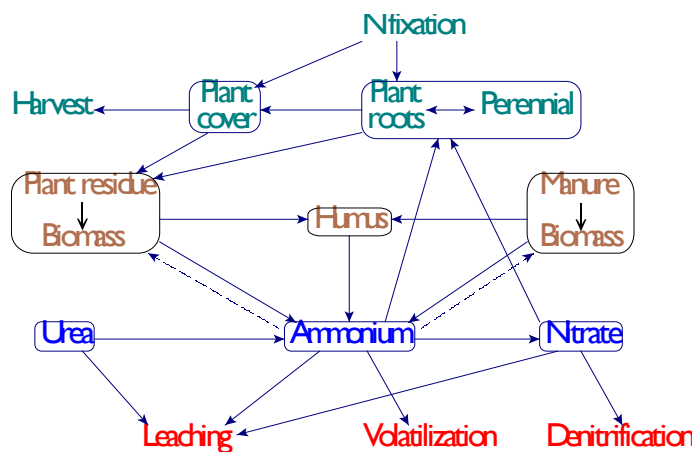 N fixation
Harvest
Plant
cover
Plant
roots
Perennial
Plant residue
Biomass
Humus
Manure
Biomass
Urea
Ammonium
Nitrate
Leaching
Volatilization
Denitrification